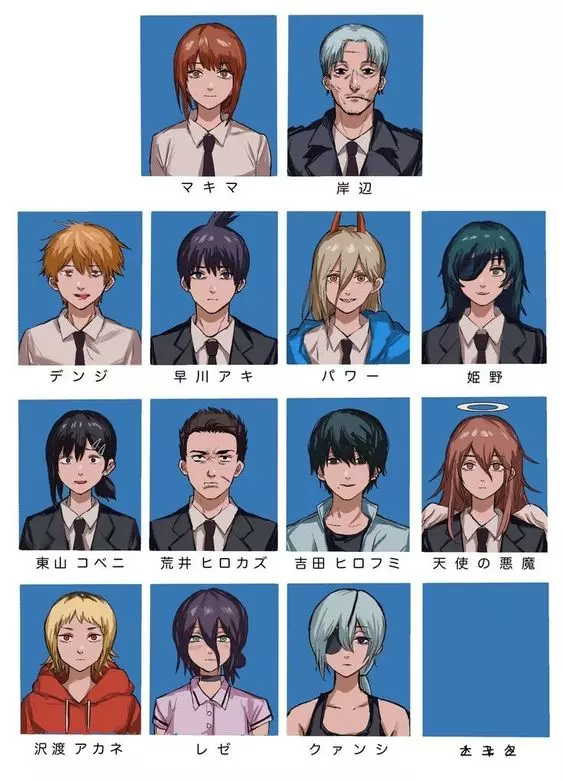 マキマ
岸辺
デンジ
早川アキ
パワー
姫野
東山コベニ
荒井ヒロカズ
吉田ヒロフミ
天使の悪魔
沢渡アカネ
レゼ
クァンシ